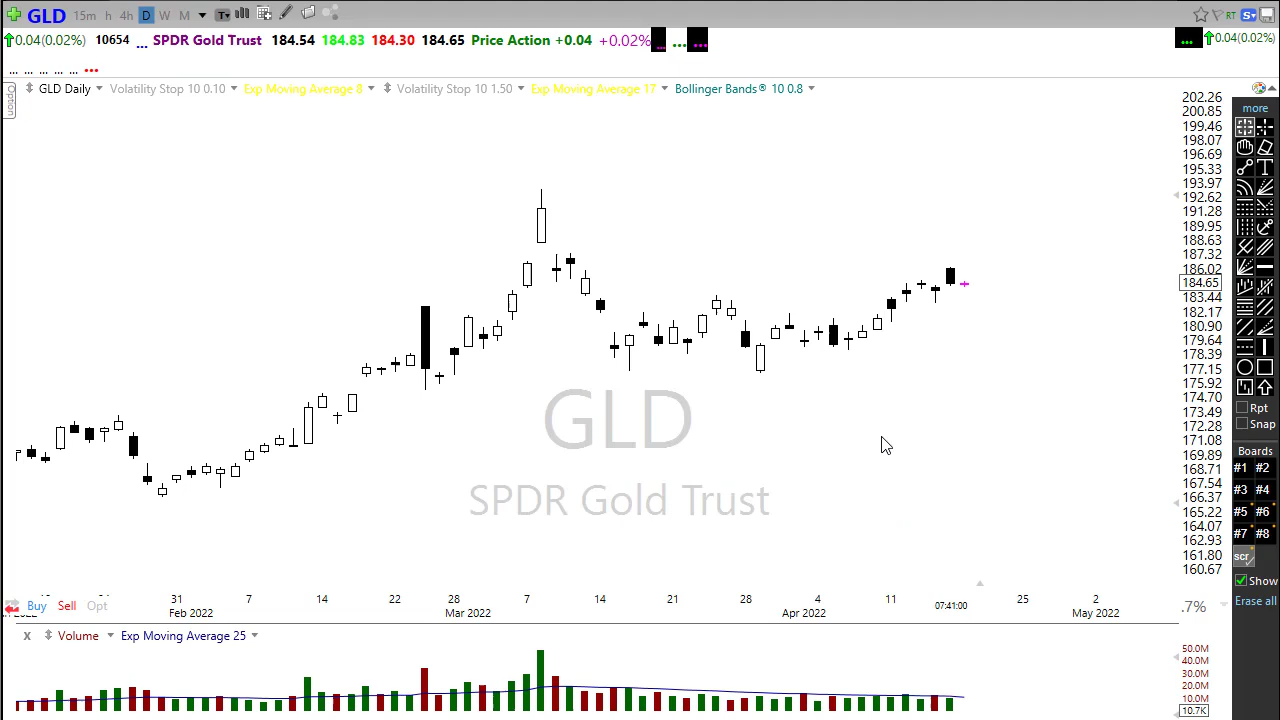 GLD 15m h 4h D W M T RT S
0.04(0.02%) 10654 ... SPDR Gold Trust 184.54 184.83 184.30 184.65 Price Action +0.04 +0.02% ... ... ... ... 0.04(0.02%)
... ... ... ... ... ...
Option
GLD Daily Volatility Stop 10 0.10 Exp Moving Average 8 Volatility Stop 10 1.50 Exp Moving Average 17 Bollinger Bands® 10 0.8
202.26
200.85
199.46
198.07
196.69
195.33
193.97
192.62
191.28
189.95
188.63
187.32
186.02
184.65
183.44
182.17
180.90
179.64
178.39
177.15
175.92
174.70
173.49
172.28
171.08
169.89
168.71
167.54
166.37
165.22
164.07
162.93
161.80
160.67
GLD
SPDR Gold Trust
more
T
Rpt
Snap
Boards
#1 #2
#3 #4
#5 #6
#7 #8
scr
Show
Erase all
Buy Sell Opt
31 7 14 22 28 7 14 21 28 4 11 25 2
Feb 2022 Mar 2022 Apr 2022 07:41:00 May 2022
.7%
X Volume Exp Moving Average 25
50.0M
40.0M
30.0M
20.0M
10.0M
10.7K